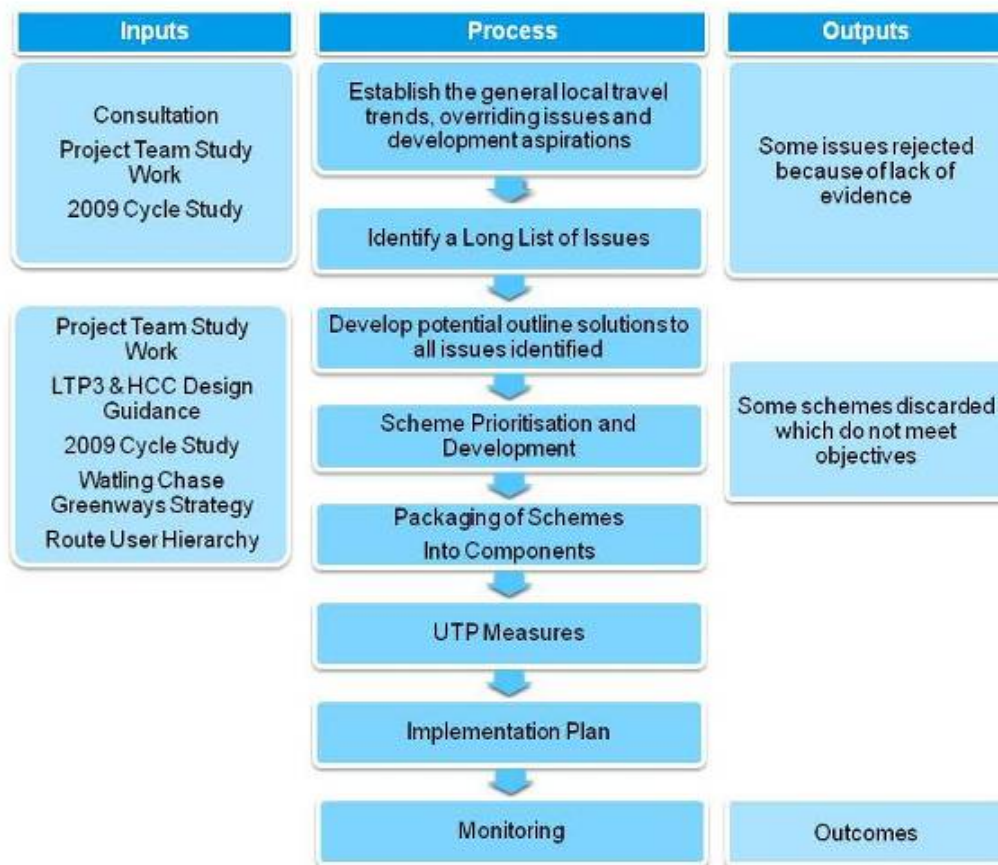 Inputs
Process
Outputs
Consultation
Project Team Study
Work
2009 Cycle Study
Establish the general local travel
trends, overriding issues and
development aspirations
Some issues rejected
because of lack of
evidence
Identify a Long List of Issues
Project Team Study
Work
LTP3 & HCC Design
Guidance
2009 Cycle Study
Watling Chase
Greenways Strategy
Route User Hierarchy
Develop potential outline solutions to
all issues identified
Scheme Prioritisation and
Development
Some schemes discarded
which do not meet
objectives
Packaging of Schemes
Into Components
UTP Measures
Implementation Plan
Monitoring
Outcomes